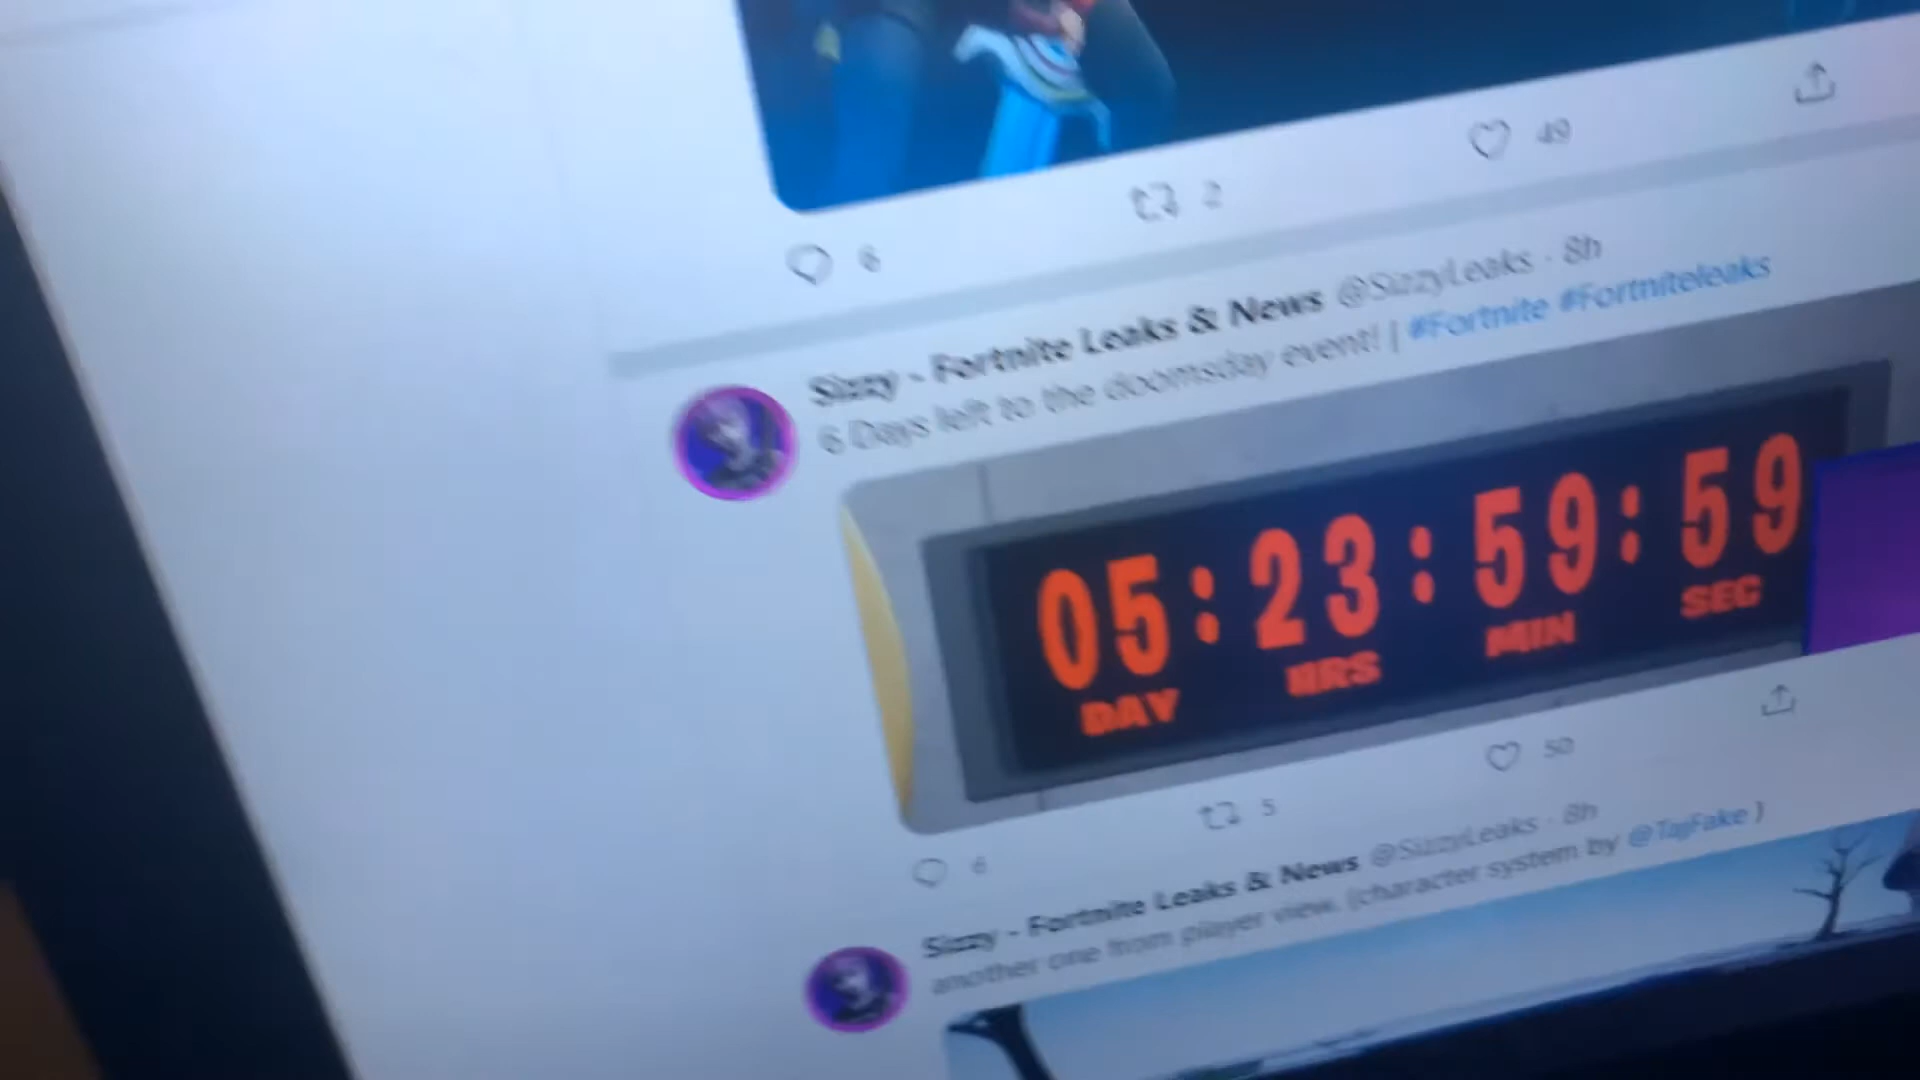 49
2
6
Sizzy - Fortnite Leaks & News @SizzyLeaks · 8h
6 Days left to the doomsday event! | #Fortnite #Fortniteleaks
05:23:59:59
DAY HRS MIN SEC
50
5
6
Sizzy - Fortnite Leaks & News @SizzyLeaks · 8h
another one from player view. (character system by @TajFake )